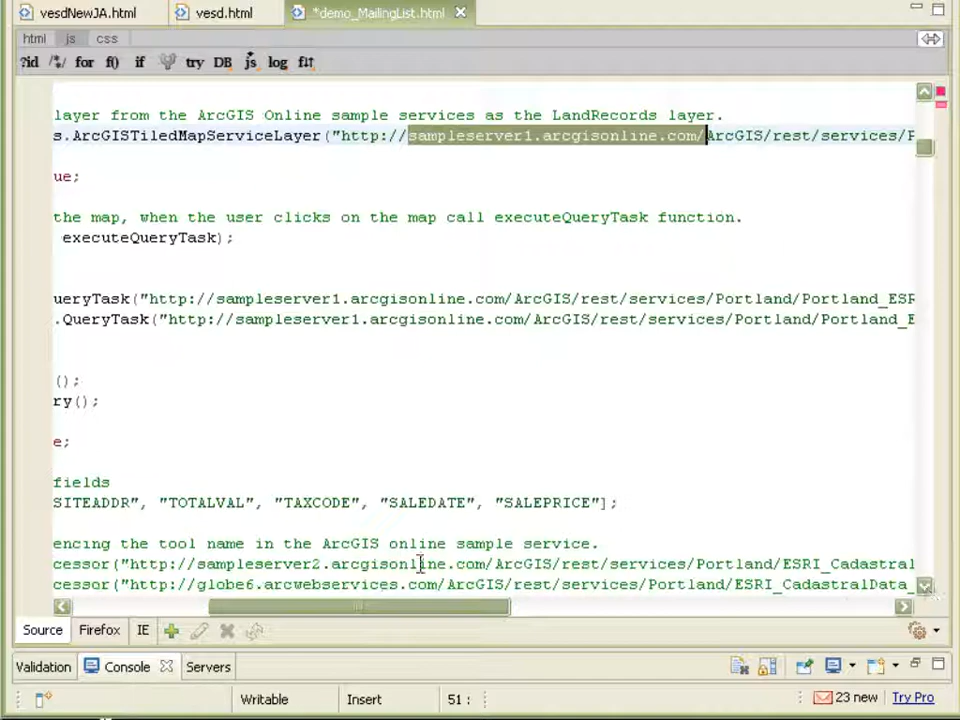 vesdNewJA.html vesd.html *demo_MailingList.html
html js css
?id /*/ for f() if try DB js log f()
layer from the ArcGIS Online sample services as the LandRecords layer.
s.ArcGISTiledMapServiceLayer("http://sampleserver1.arcgisonline.com/ArcGIS/rest/services/P
ue;
the map, when the user clicks on the map call executeQueryTask function.
executeQueryTask);
ueryTask("http://sampleserver1.arcgisonline.com/ArcGIS/rest/services/Portland/Portland_ESR
.QueryTask("http://sampleserver1.arcgisonline.com/ArcGIS/rest/services/Portland/Portland_E
();
ry();
e;
fields
SITEADDR", "TOTALVAL", "TAXCODE", "SALEDATE", "SALEPRICE"];
encing the tool name in the ArcGIS online sample service.
cessor("http://sampleserver2.arcgisonline.com/ArcGIS/rest/services/Portland/ESRI_Cadastral
cessor("http://globe6.arcwebservices.com/ArcGIS/rest/services/Portland/ESRI_CadastralData_
Source Firefox IE
Validation Console Servers
Writable Insert 51 : 23 new Try Pro